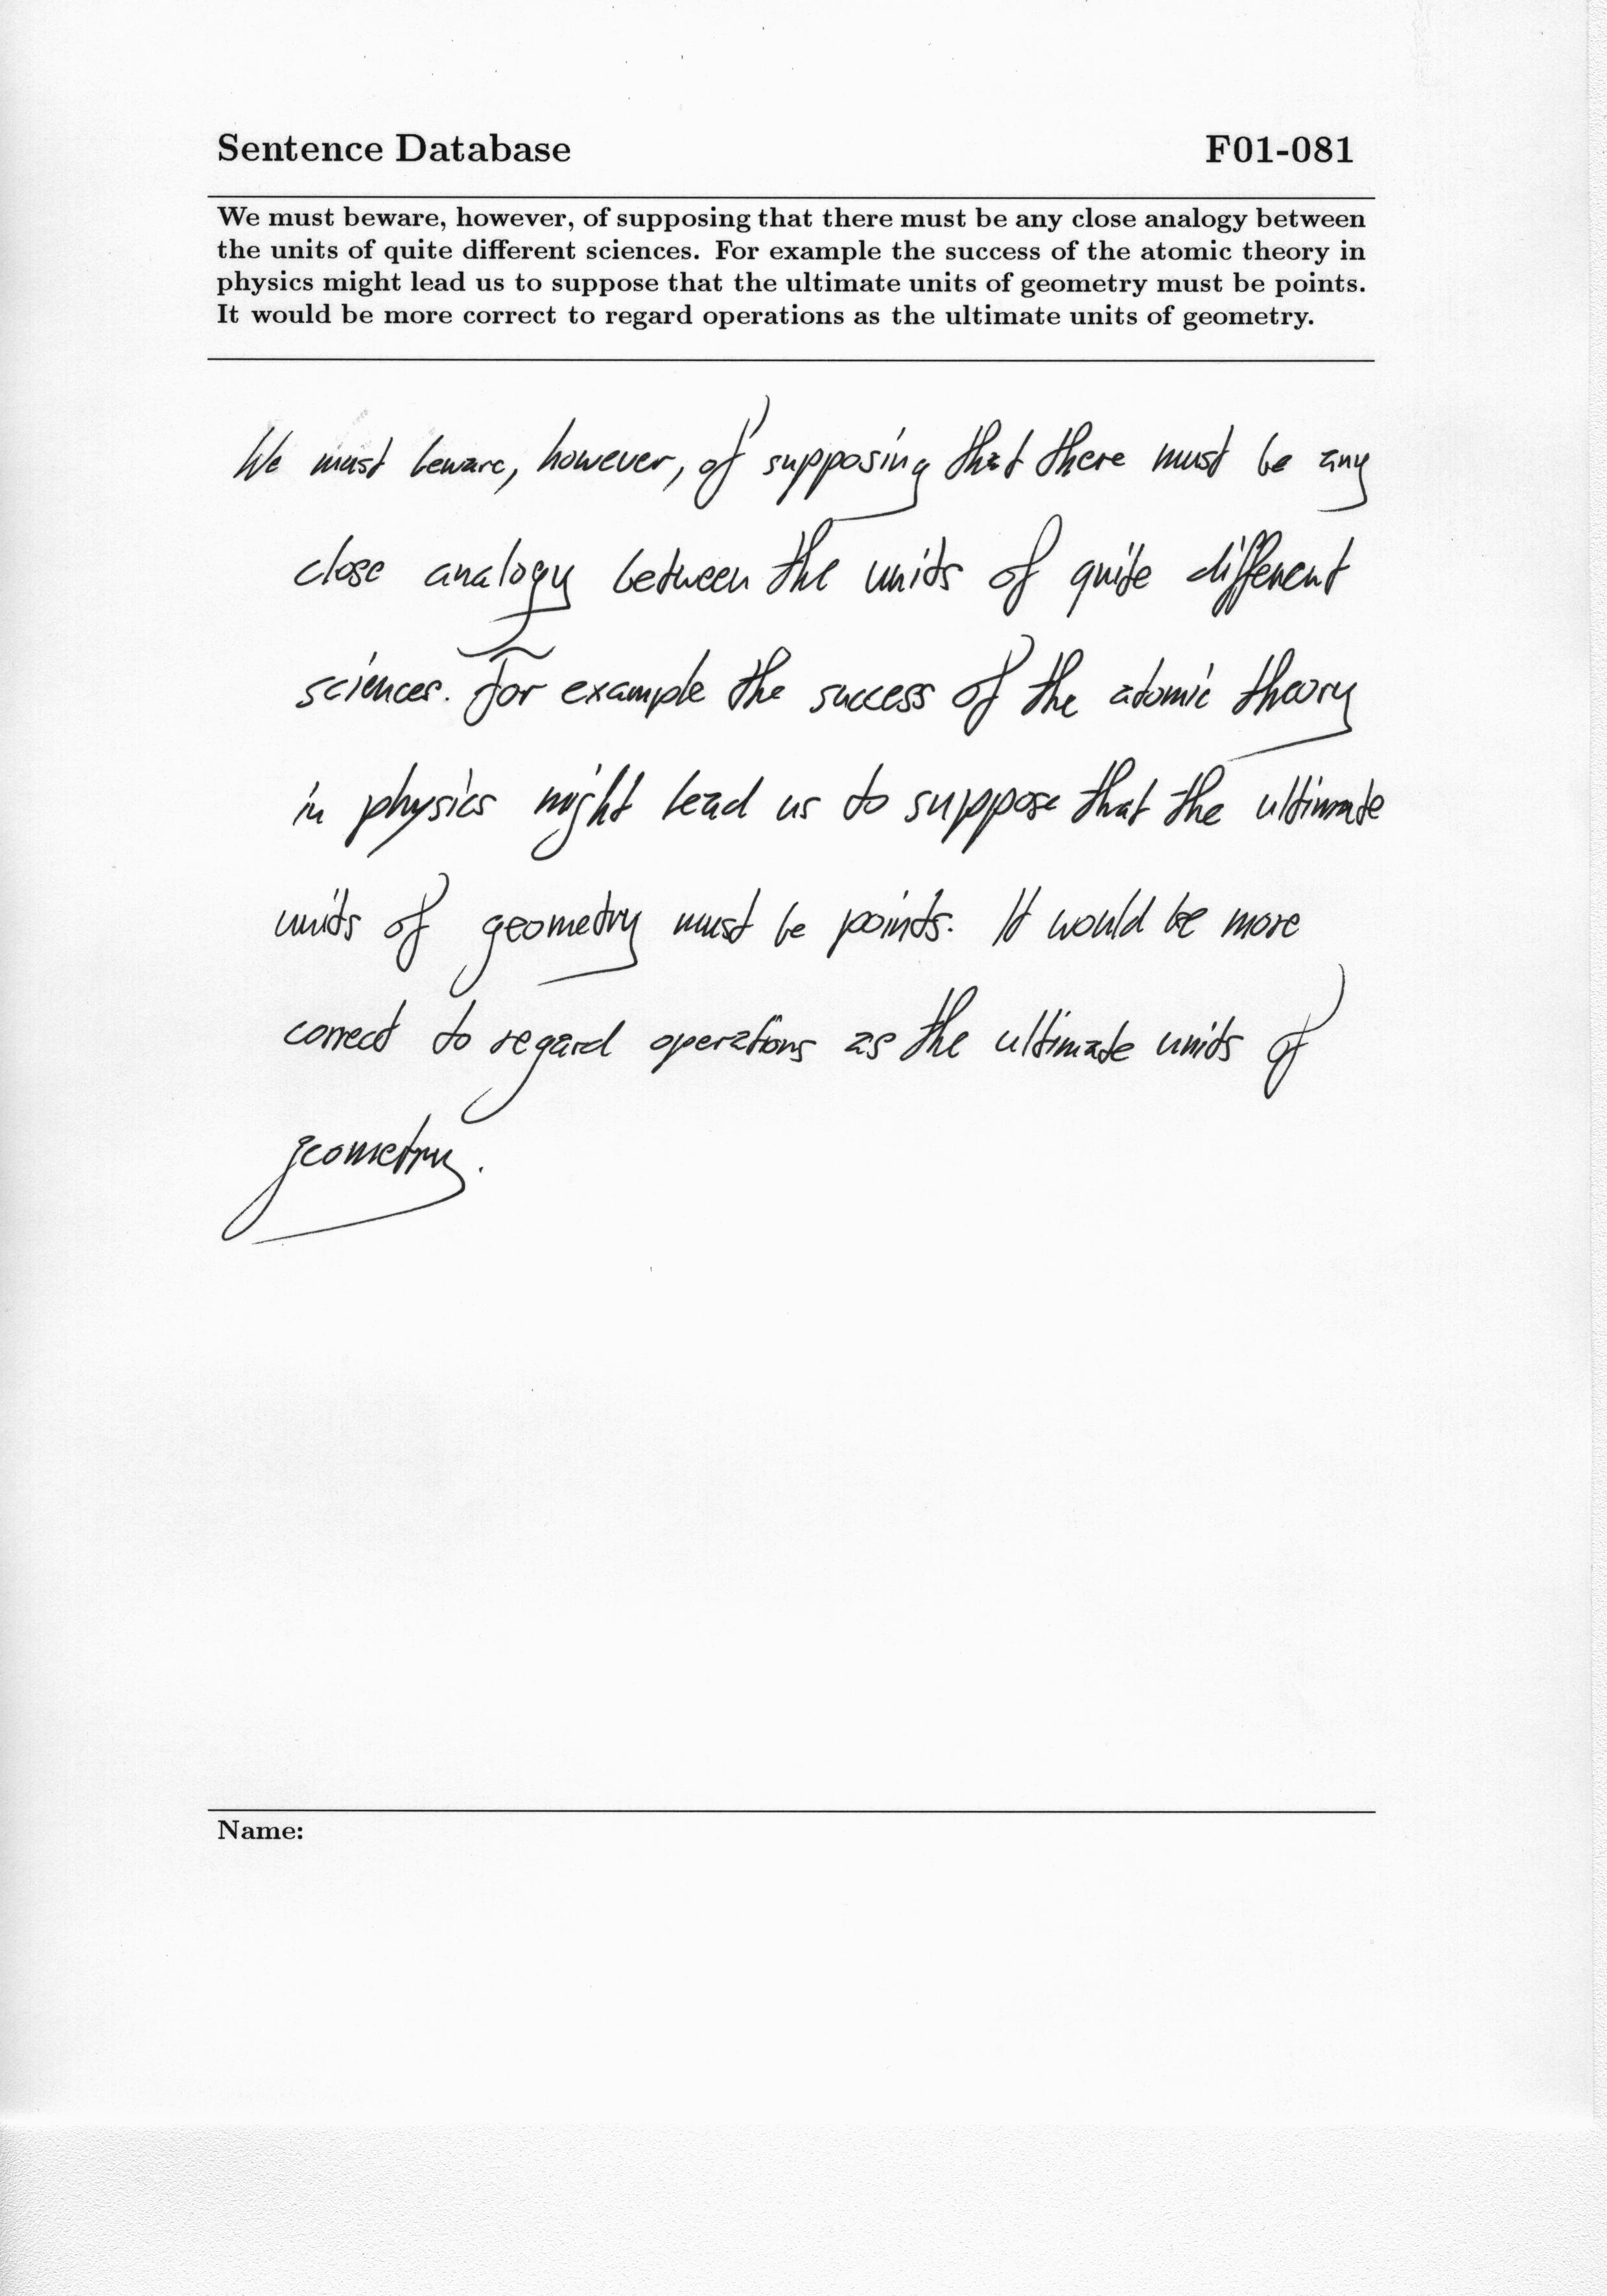 Sentence Database F01-081
We must beware, however, of supposing that there must be any close analogy between
the units of quite different sciences. For example the success of the atomic theory in
physics might lead us to suppose that the ultimate units of geometry must be points.
It would be more correct to regard operations as the ultimate units of geometry.
We must beware, however, of supposing that there must be any
close analogy between the units of quite different
sciences. For example the success of the atomic theory
in physics might lead us to suppose that the ultimate
units of geometry must be points. It would be more
correct to regard operations as the ultimate units of
geometry.
Name: